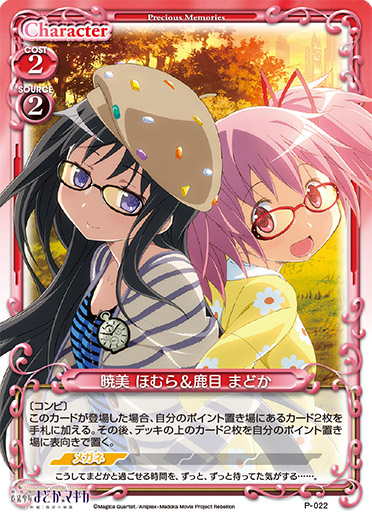 Precious Memories
Character
COST
2
SOURCE
2
暁美 ほむら＆鹿目 まどか
［コンビ］
このカードが登場した場合、自分のポイント置き場にあるカード2枚を
手札に加える。その後、デッキの上のカード2枚を自分のポイント置き
場に表向きで置く。
メガネ
こうしてまどかと過ごせる時間を、ずっと、ずっと待ってた気がする……。
まどか☆マギカ
©Magica Quartet/Aniplex・Madoka Movie Project Rebellion
P-022